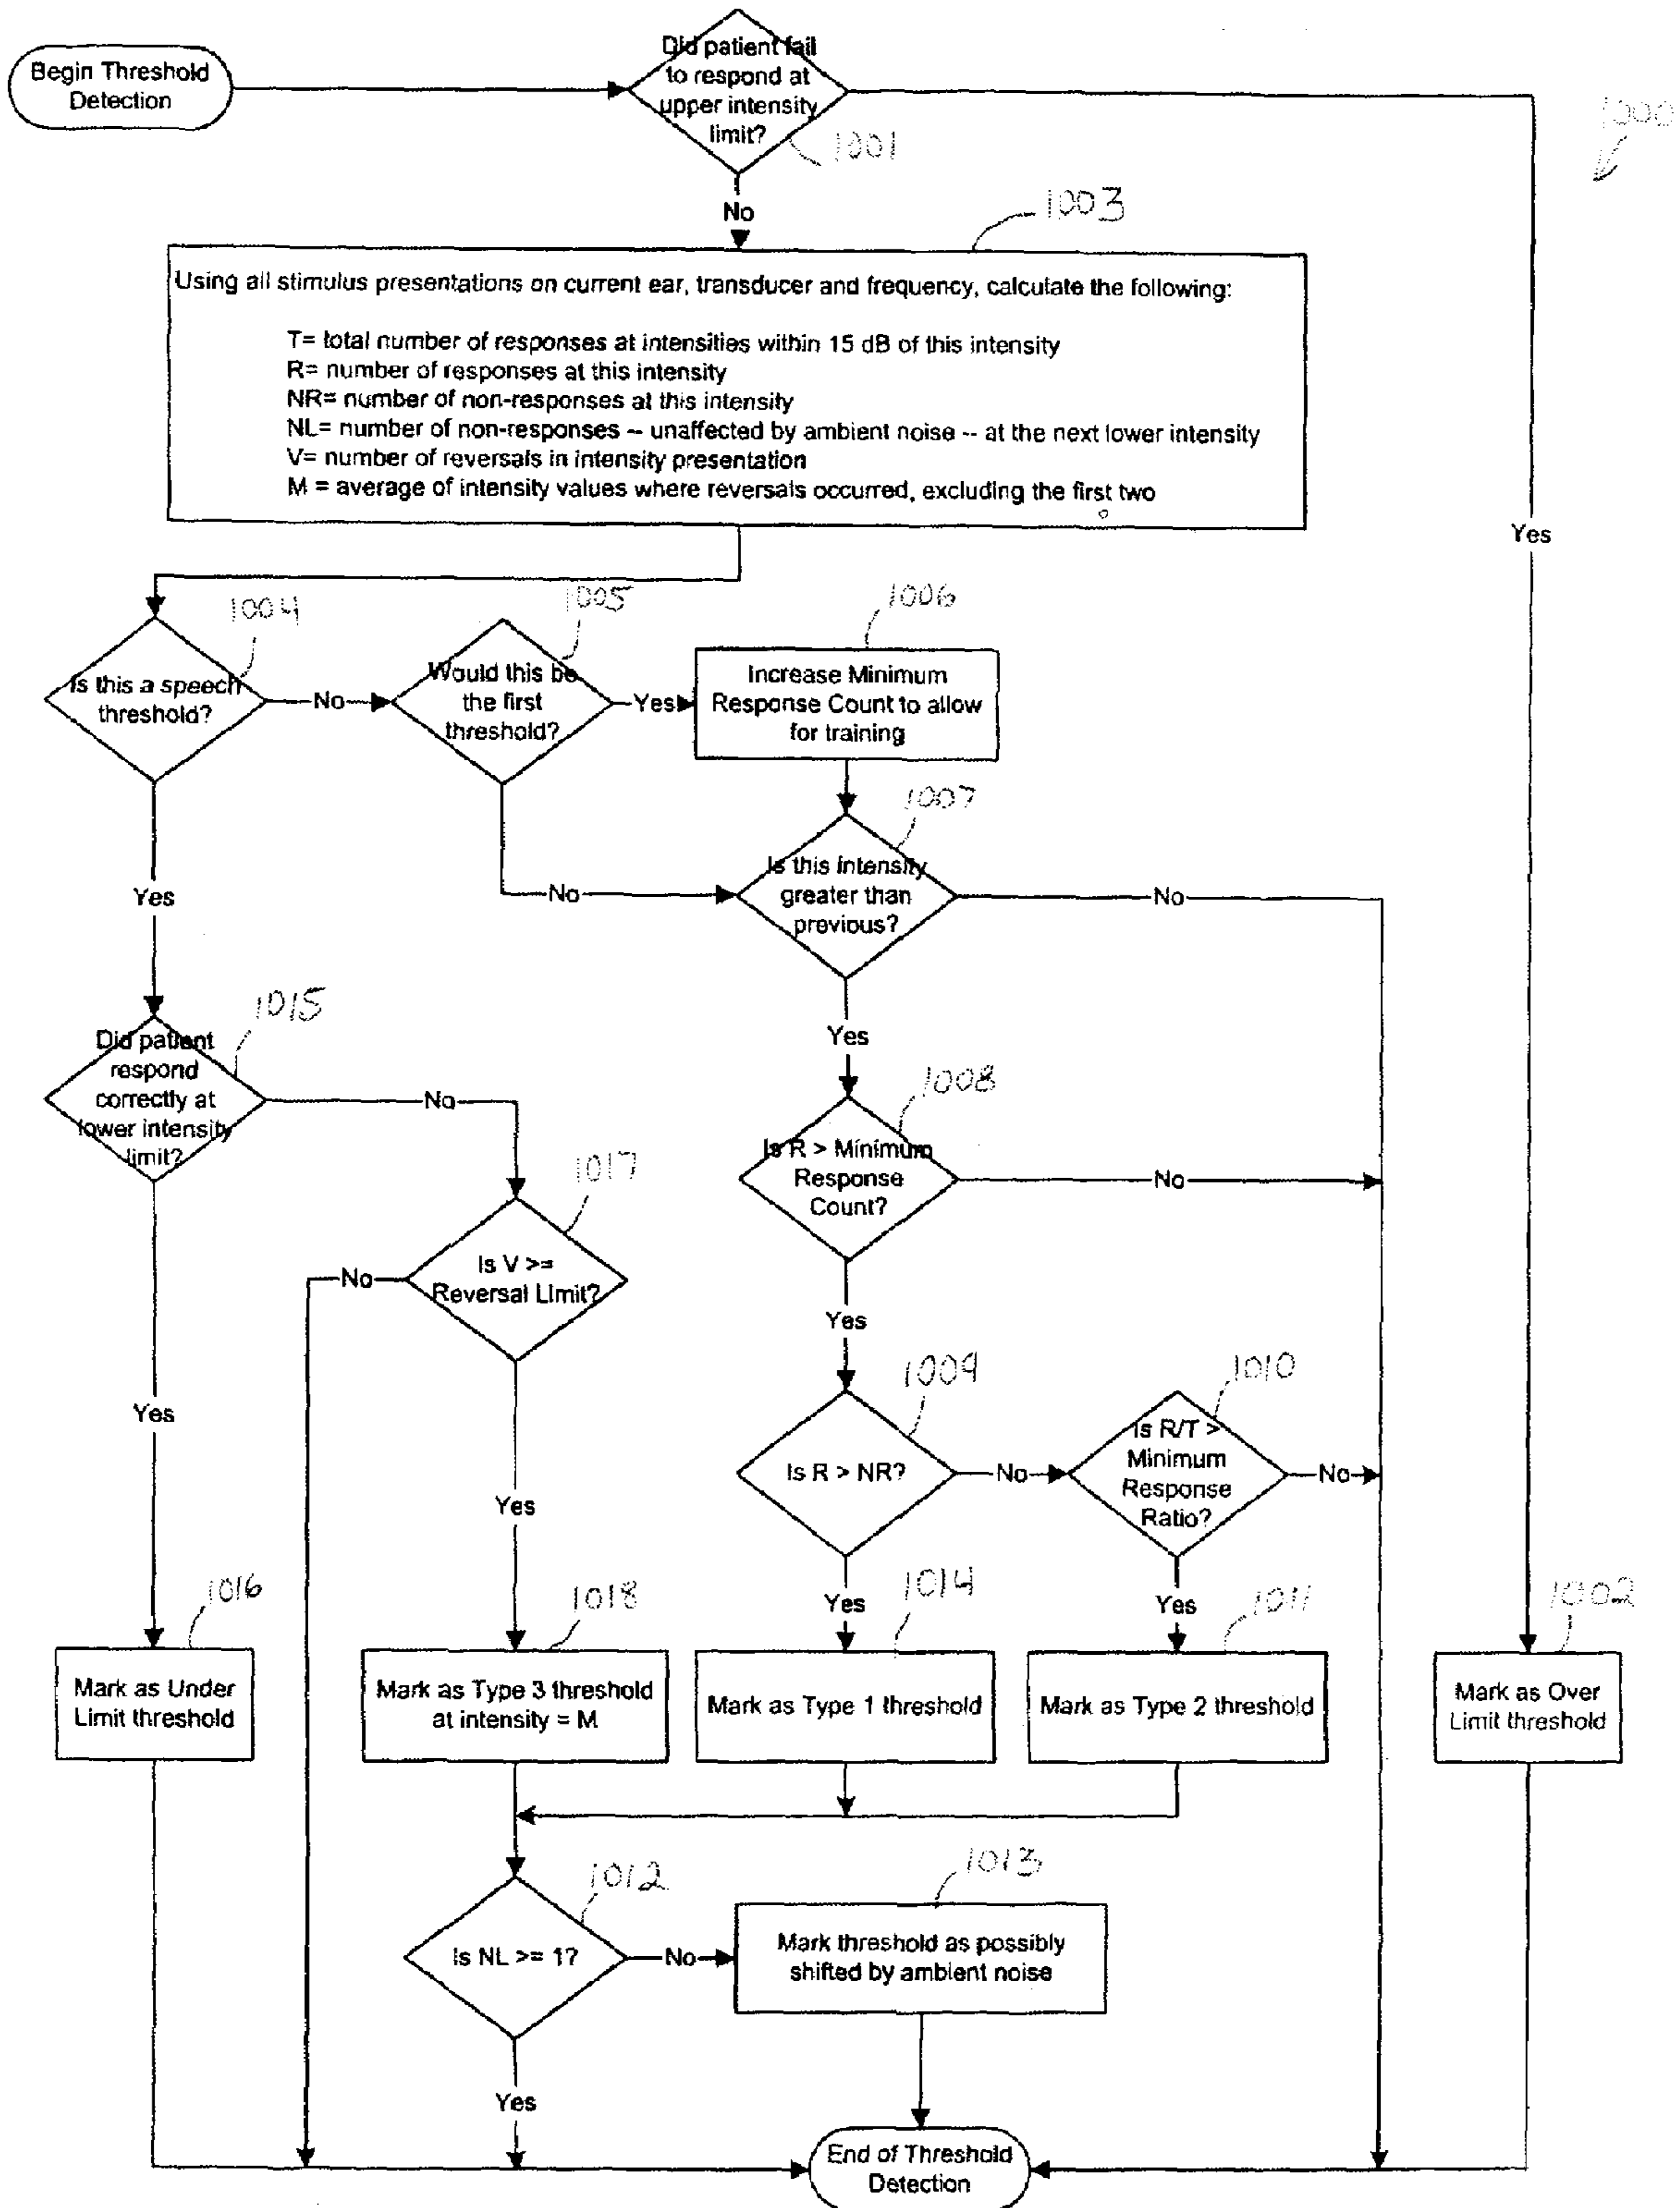 Begin Threshold
Detection
Did patient fail
to respond at
upper intensity
limit?
1001
1000
No
1003
Using all stimulus presentations on current ear, transducer and frequency, calculate the following:
T= total number of responses at intensities within 15 dB of this intensity
R= number of responses at this intensity
NR= number of non-responses at this intensity
NL= number of non-responses -- unaffected by ambient noise -- at the next lower intensity
V= number of reversals in intensity presentation
M = average of intensity values where reversals occurred, excluding the first two
Yes
1004
Is this a speech
threshold?
No
1005
Would this be
the first
threshold?
Yes
1006
Increase Minimum
Response Count to allow
for training
1007
Is this intensity
greater than
previous?
No
No
Yes
Yes
1015
Did patient
respond
correctly at
lower intensity
limit?
No
1008
Is R > Minimum
Response
Count?
No
1017
Is V >=
Reversal Limit?
No
Yes
1009
Is R > NR?
No
1010
Is R/T >
Minimum
Response
Ratio?
No
Yes
Yes
Yes
Yes
1016
Mark as Under
Limit threshold
1018
Mark as Type 3 threshold
at intensity = M
1014
Mark as Type 1 threshold
1011
Mark as Type 2 threshold
1002
Mark as Over
Limit threshold
1012
Is NL >= 1?
No
1013
Mark threshold as possibly
shifted by ambient noise
Yes
End of Threshold
Detection